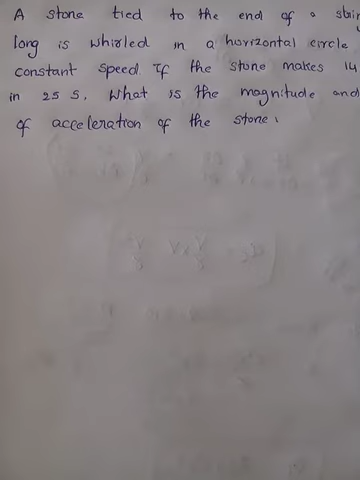 A stone tied to the end of a
long is whirled in a horizontal circle
constant speed. If the stone makes 14
in 25 s. What is the magnitude and
of acceleration of the stone